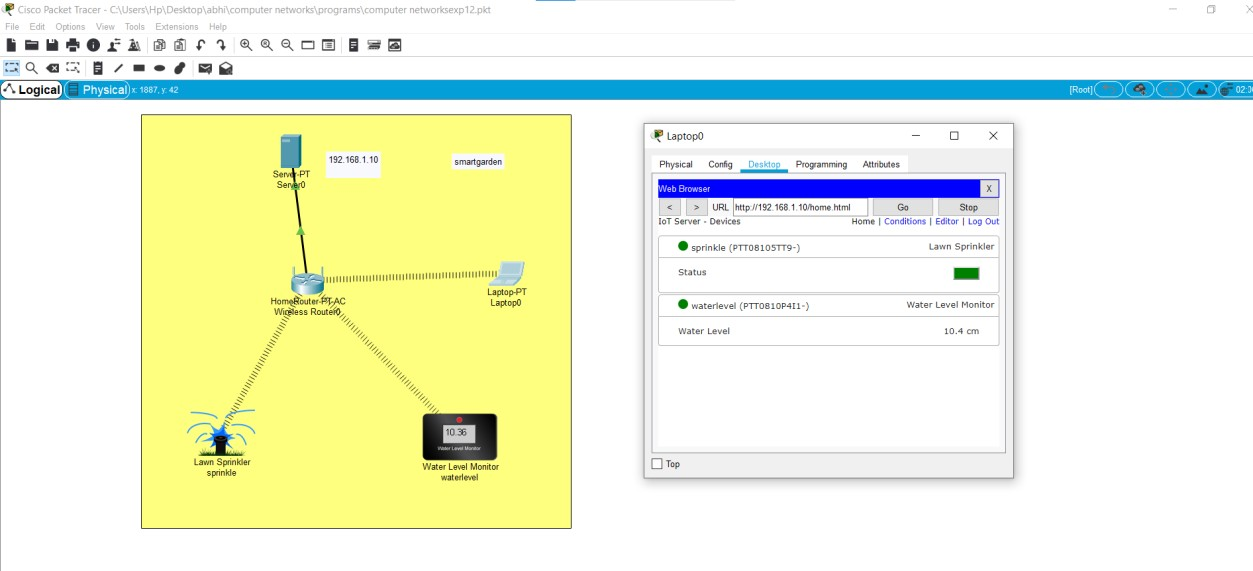 Cisco Packet Tracer - C:\Users\Hp\Desktop\abhi\computer networks\programs\computer networksexp12.pkt
File Edit Options View Tools Extensions Help
Logical Physical x: 1887, y: 42 [Root]
192.168.1.10
smartgarden
Server-PT
Server0
HomeRouter-PT-AC
Wireless Router0
Laptop-PT
Laptop0
Lawn Sprinkler
sprinkle
10.36
Water Level Monitor
Water Level Monitor
waterlevel
Laptop0
Physical Config Desktop Programming Attributes
Web Browser X
< > URL http://192.168.1.10/home.html Go Stop
IoT Server - Devices Home | Conditions | Editor | Log Out
sprinkle (PTT08105TT9-) Lawn Sprinkler
Status
waterlevel (PTT0810P4I1-) Water Level Monitor
Water Level 10.4 cm
Top